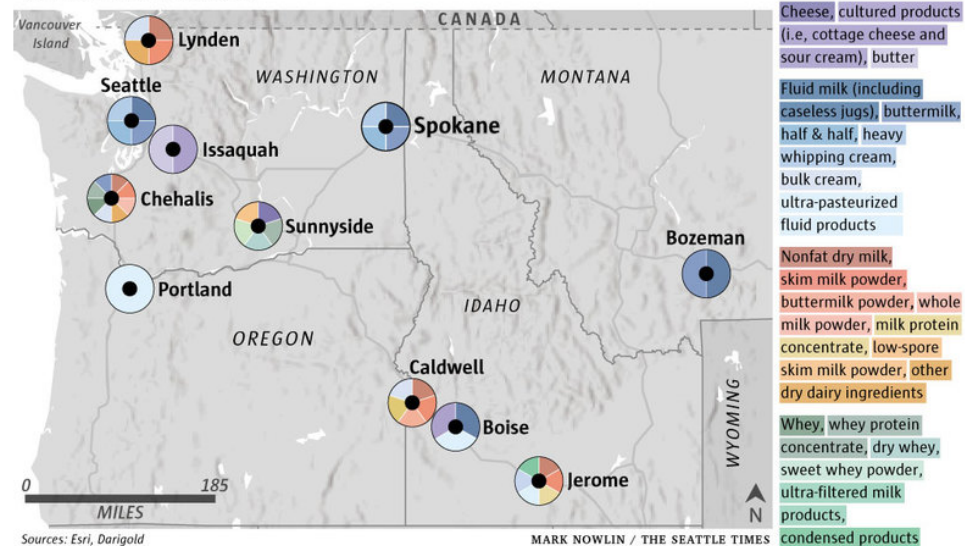 CANADA
Vancouver
Island
Lynden
WASHINGTON
MONTANA
Seattle
Spokane
Issaquah
Chehalis
Sunnyside
Bozeman
Portland
IDAHO
OREGON
Caldwell
Boise
WYOMING
Jerome
0 185
MILES
N
Sources: Esri, Darigold
MARK NOWLIN / THE SEATTLE TIMES
Cheese, cultured products
(i.e, cottage cheese and
sour cream), butter
Fluid milk (including
caseless jugs), buttermilk,
half & half, heavy
whipping cream,
bulk cream,
ultra-pasteurized
fluid products
Nonfat dry milk,
skim milk powder,
buttermilk powder, whole
milk powder, milk protein
concentrate, low-spore
skim milk powder, other
dry dairy ingredients
Whey, whey protein
concentrate, dry whey,
sweet whey powder,
ultra-filtered milk
products,
condensed products